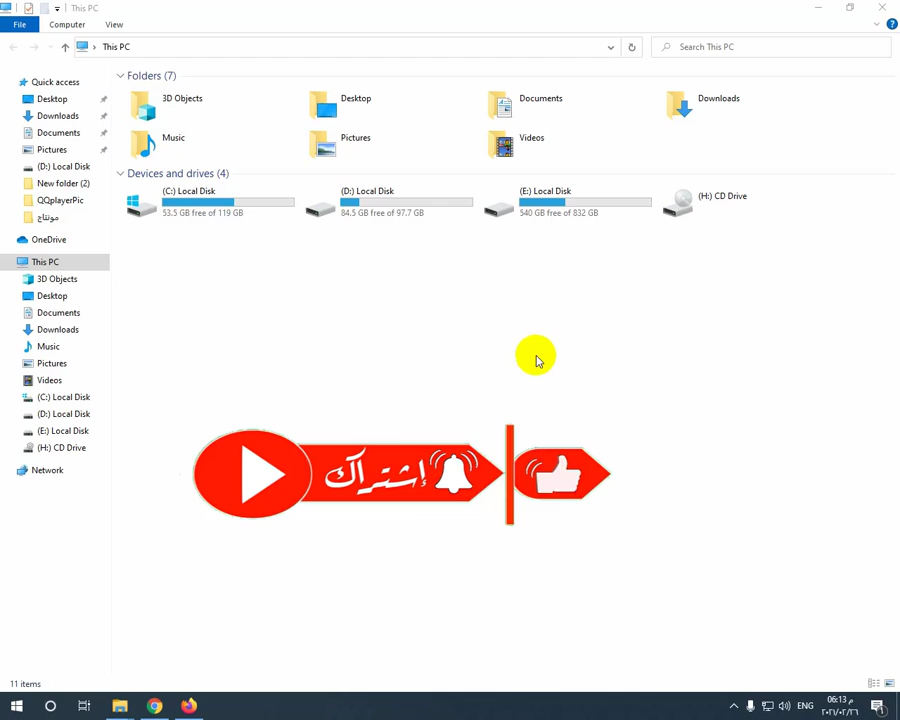 This PC
File
Computer
View
This PC
Search This PC
Quick access
Desktop
Downloads
Documents
Pictures
(D:) Local Disk
New folder (2)
QQplayerPic
مونتاج
OneDrive
This PC
3D Objects
Desktop
Documents
Downloads
Music
Pictures
Videos
(C:) Local Disk
(D:) Local Disk
(E:) Local Disk
(H:) CD Drive
Network
Folders (7)
3D Objects
Desktop
Documents
Downloads
Music
Pictures
Videos
Devices and drives (4)
(C:) Local Disk
53.5 GB free of 119 GB
(D:) Local Disk
84.5 GB free of 97.7 GB
(E:) Local Disk
540 GB free of 832 GB
(H:) CD Drive
إشتراك
11 items
ENG
06:13 م
٢٠٢١/٠٢/٢٦
1